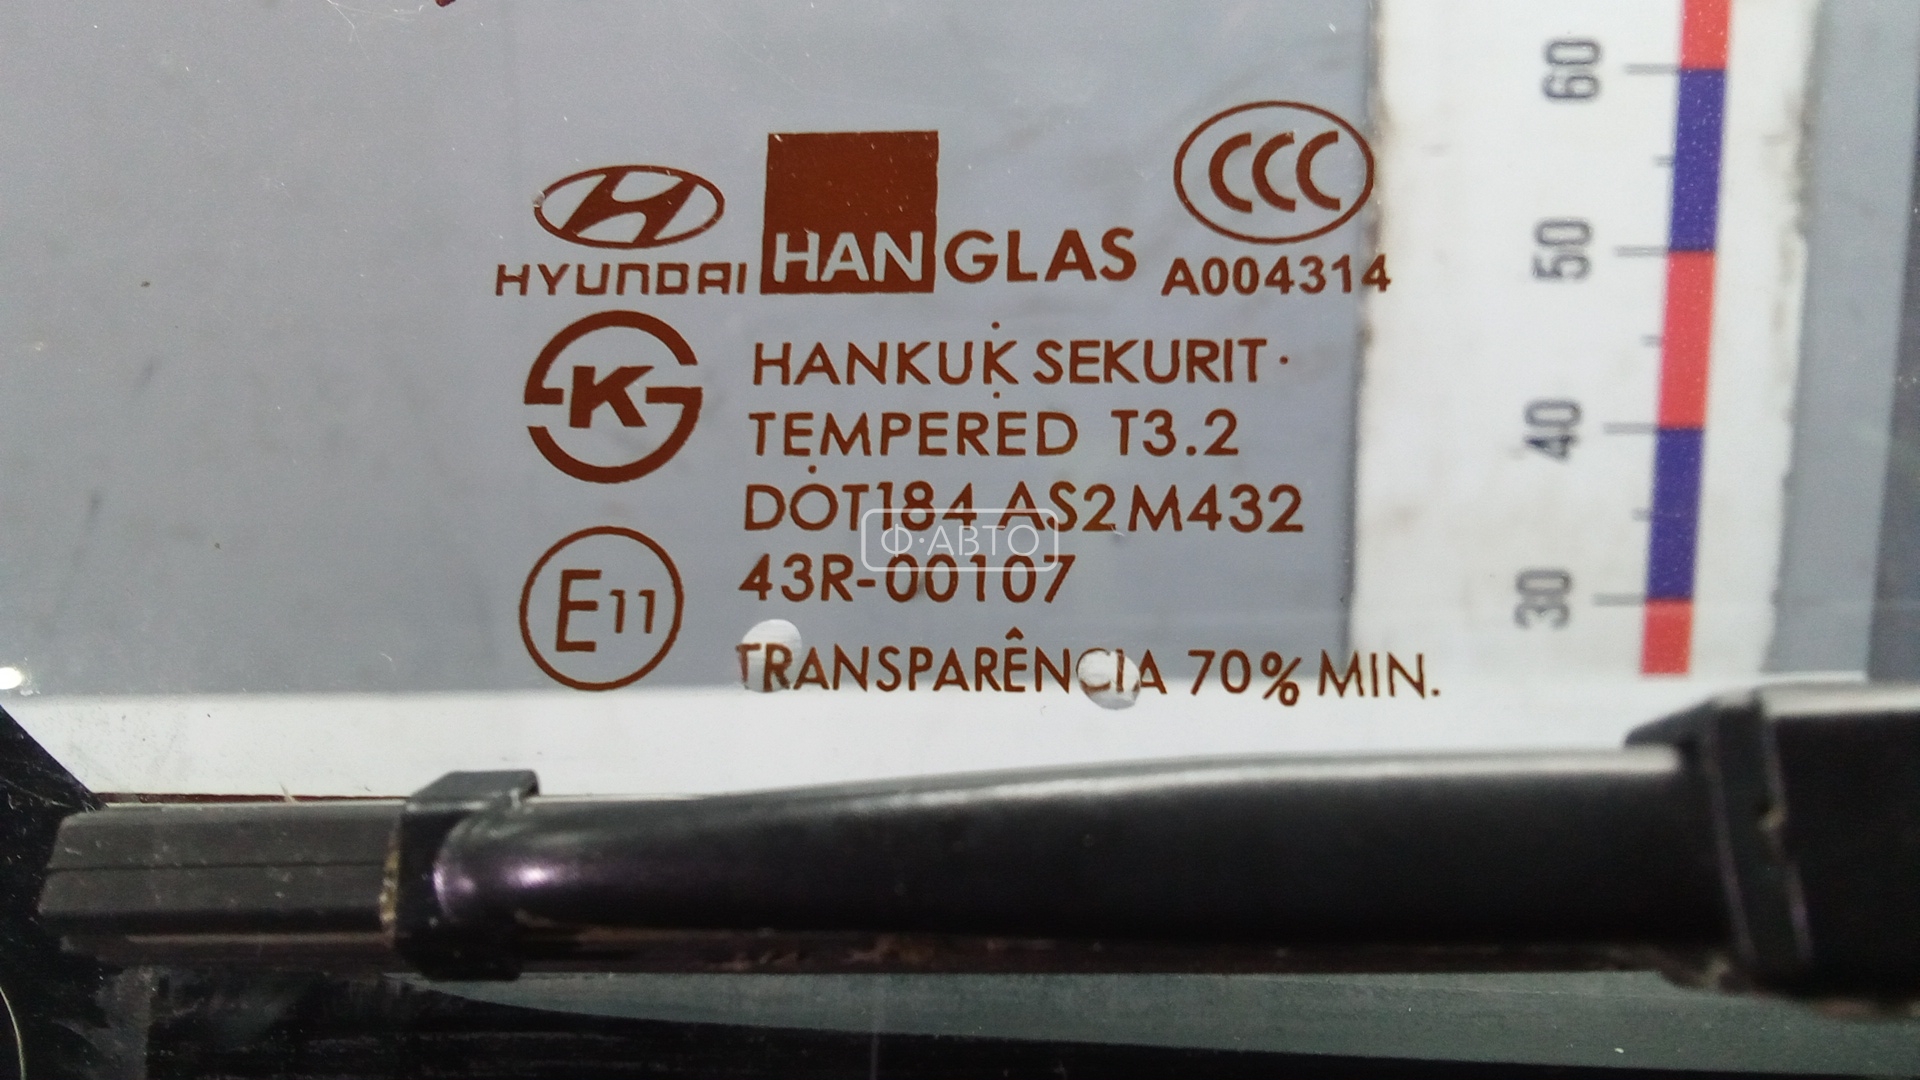 HYUNDAI HANGLAS CCC
A004314
K
HANKUK SEKURIT
TEMPERED T3.2
DOT184 AS2M432
E11 43R-00107
TRANSPARÊNCIA 70% MIN.
Ф·АВТО
60
50
40
30